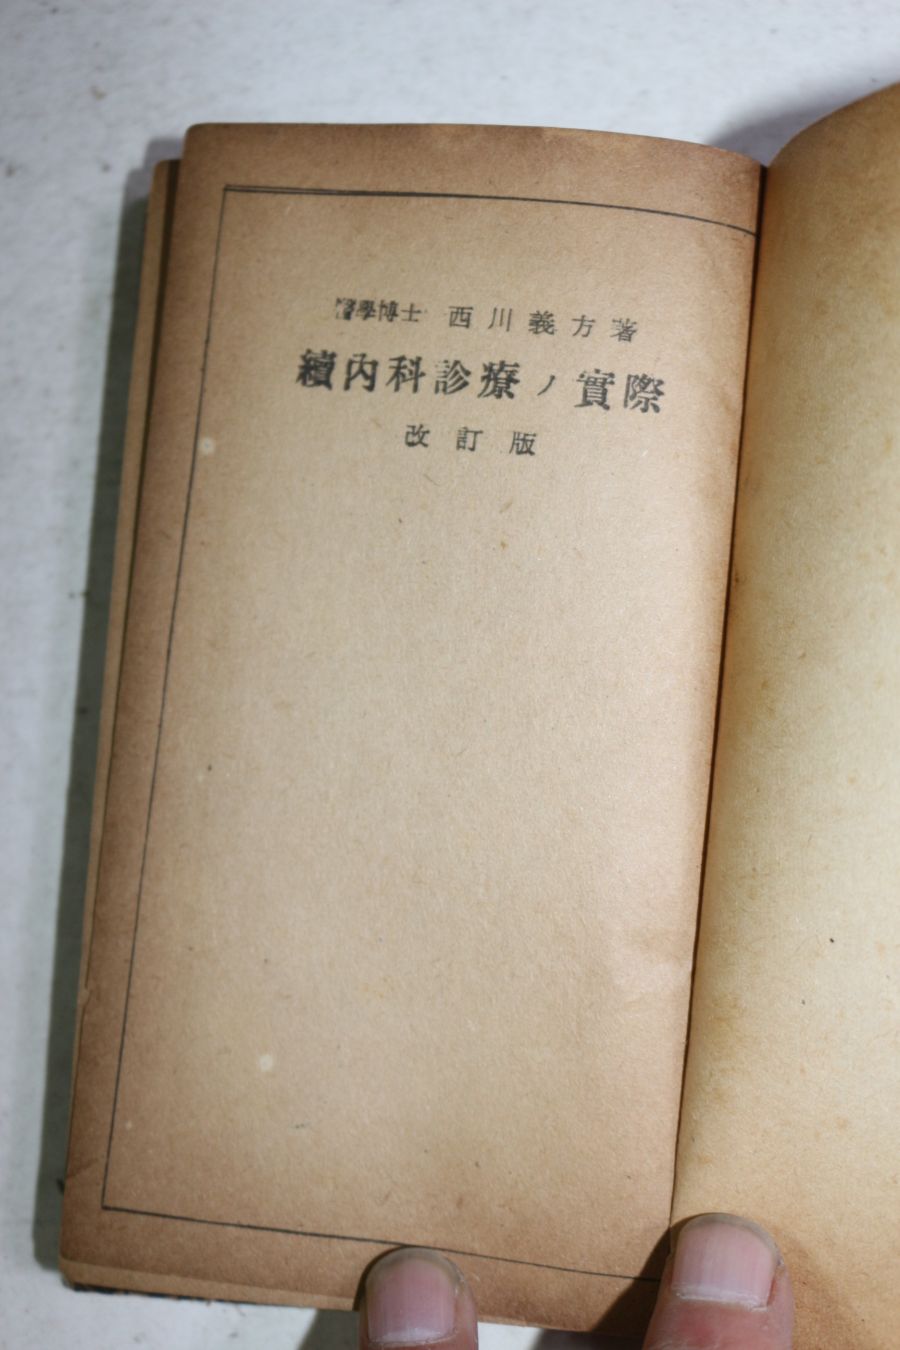 醫學博士 西川義方著
續內科診療ノ實際
改訂版